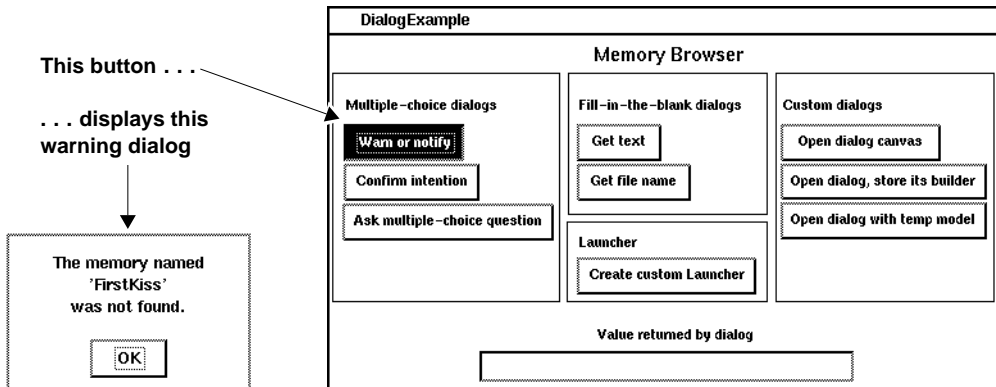 This button . . .
. . . displays this
warning dialog
The memory named
'FirstKiss'
was not found.
OK
DialogExample
Memory Browser
Multiple-choice dialogs
Warn or notify
Confirm intention
Ask multiple-choice question
Fill-in-the-blank dialogs
Get text
Get file name
Launcher
Create custom Launcher
Custom dialogs
Open dialog canvas
Open dialog, store its builder
Open dialog with temp model
Value returned by dialog